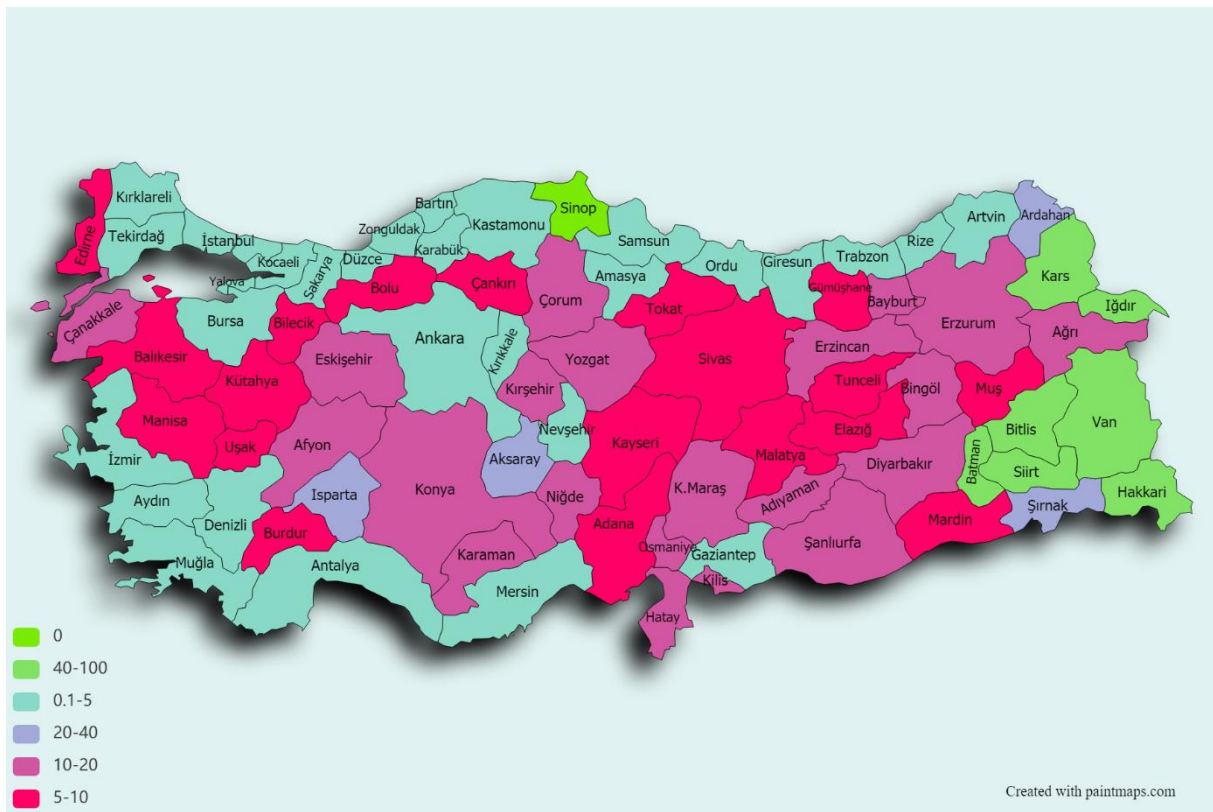 Kırklareli
Edirne
Tekirdağ
İstanbul
Kocaeli
Yalova
Sakarya
Düzce
Zonguldak
Bartın
Karabük
Kastamonu
Sinop
Samsun
Amasya
Ordu
Giresun
Trabzon
Rize
Artvin
Ardahan
Kars
Iğdır
Çanakkale
Balıkesir
Bursa
Bilecik
Bolu
Çankırı
Çorum
Tokat
Gümüşhane
Bayburt
Erzurum
Ağrı
Kütahya
Eskişehir
Ankara
Kırıkkale
Yozgat
Sivas
Erzincan
Kırşehir
Tunceli
Bingöl
Muş
Manisa
Uşak
Afyon
Nevşehir
Kayseri
Malatya
Elazığ
Bitlis
Van
İzmir
Aksaray
Diyarbakır
Batman
Siirt
Aydın
Denizli
Isparta
Konya
Niğde
K.Maraş
Adıyaman
Şırnak
Hakkari
Burdur
Adana
Mardin
Muğla
Antalya
Karaman
Mersin
Osmaniye
Gaziantep
Şanlıurfa
Kilis
Hatay
0
40-100
0.1-5
20-40
10-20
5-10
Created with paintmaps.com